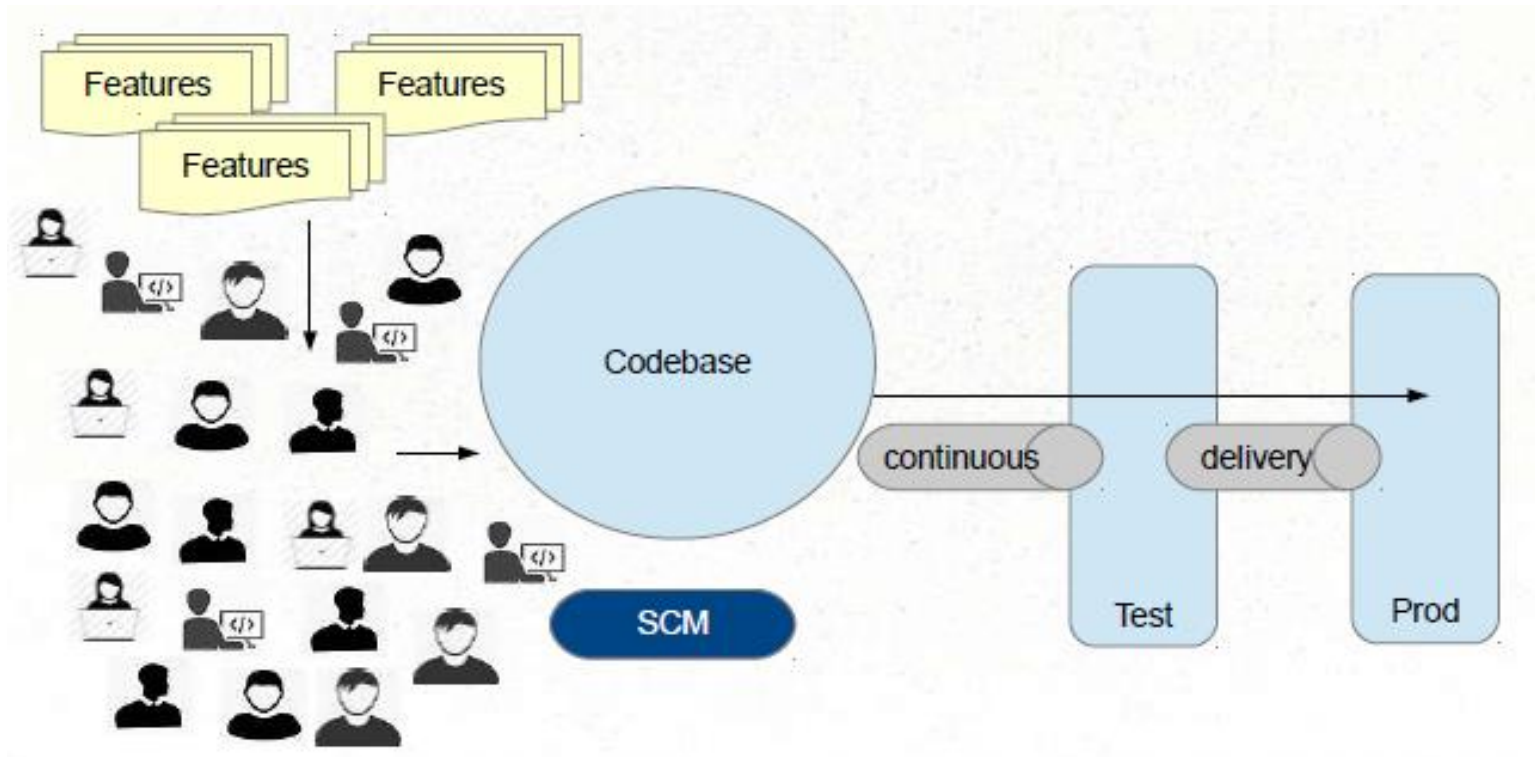 Features
Features
Features
</>
</>
Codebase
continuous
delivery
</>
SCM
Test
Prod
</>